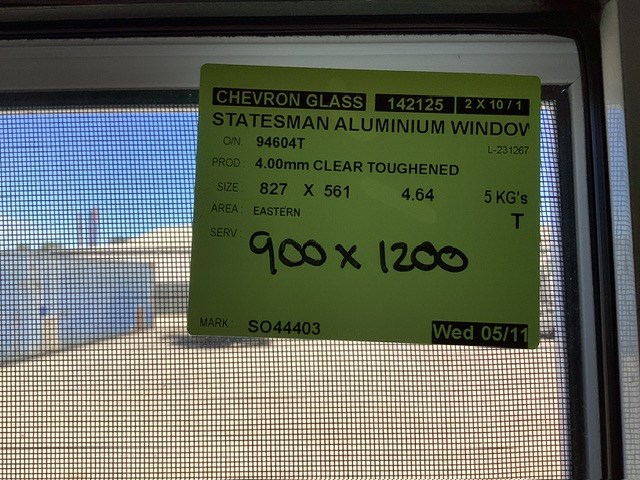 CHEVRON GLASS 142125 2 X 10 / 1
STATESMAN ALUMINIUM WINDOW
O/N: 94604T L-231267
PROD: 4.00mm CLEAR TOUGHENED
SIZE: 827 X 561 4.64 5 KG's
AREA: EASTERN T
SERV:
900 x 1200
MARK: SO44403 Wed 05/11